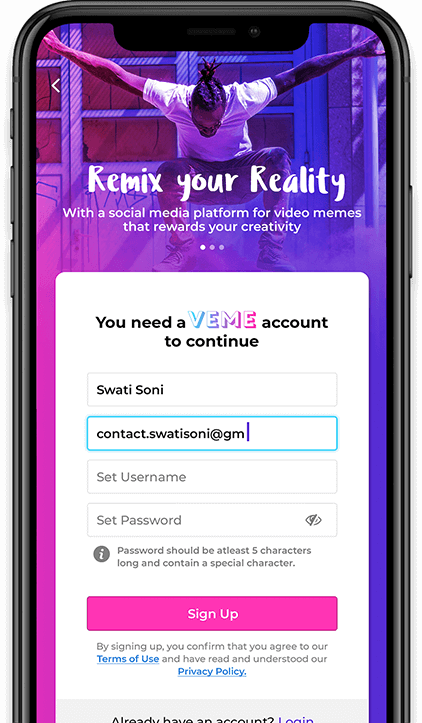 Remix your Reality
With a social media platform for video memes
that rewards your creativity
You need a VEME account
to continue
Swati Soni
contact.swatisoni@gm
Set Username
Set Password
Password should be atleast 5 characters
long and contain a special character.
Sign Up
By signing up, you confirm that you agree to our
Terms of Use and have read and understood our
Privacy Policy.
Already have an account? Login